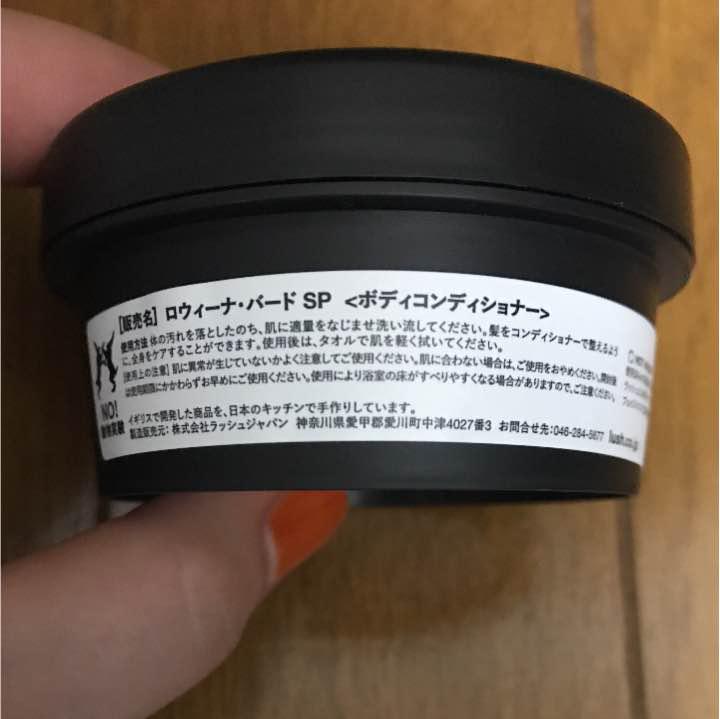 【販売名】ロウィーナ・バード SP <ボディコンディショナー>
使用方法 体の汚れを落としたのち、肌に適量をなじませ洗い流してください。髪をコンディショナーで整えるよう
に、全身をケアすることができます。使用後は、タオルで肌を軽く拭いてください。
【使用上の注意】肌に異常が生じていないかよく注意してご使用ください。肌に合わない場合は、ご使用をおやめください。開封後
は使用期限にかかわらずお早めにご使用ください。使用により浴室の床がすべりやすくなる場合がありますので、ご注意ください。
イギリスで開発した商品を、日本のキッチンで手作りしています。
製造販売元：株式会社ラッシュジャパン 神奈川県愛甲郡愛川町中津4027番3 お問合せ先：046-284-5677
NO!
動物実験
lush.co.jp